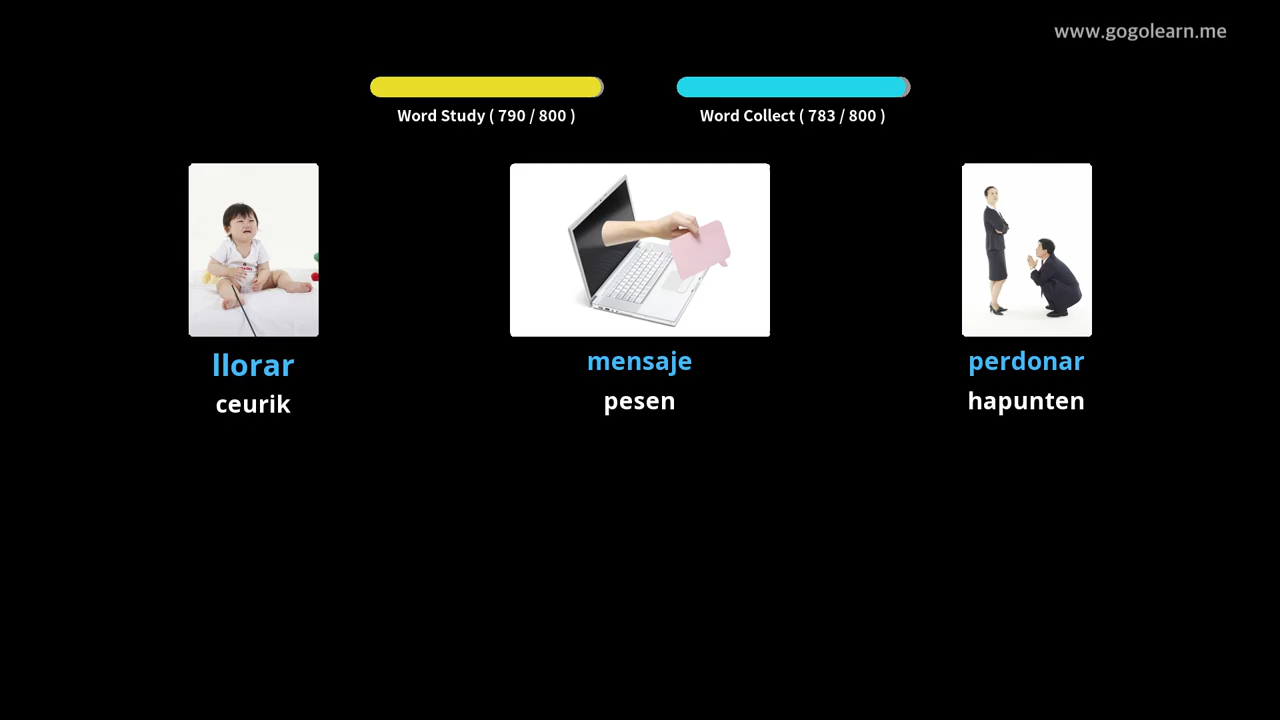 www.gogolearn.me
Word Study ( 790 / 800 )
Word Collect ( 783 / 800 )
llorar
ceurik
mensaje
pesen
perdonar
hapunten